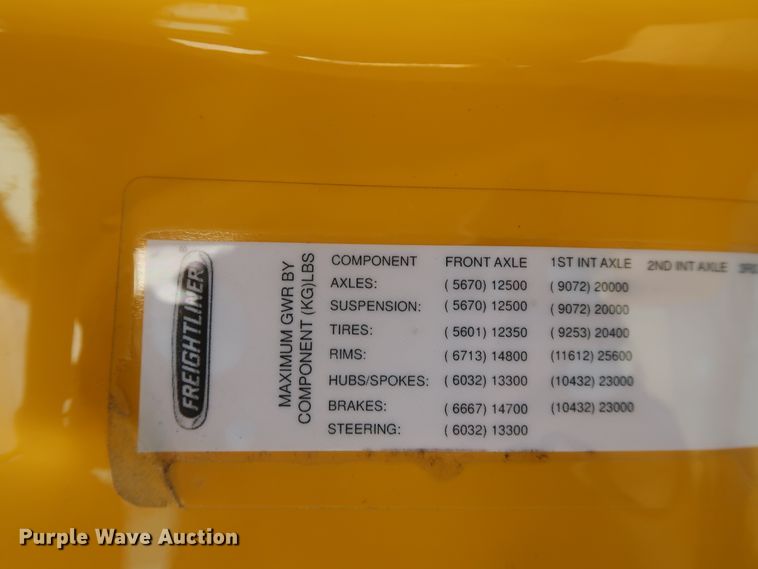 COMPONENT FRONT AXLE 1ST INT AXLE 2ND INT AXLE
AXLES: ( 5670) 12500 ( 9072) 20000
SUSPENSION: ( 5670) 12500 ( 9072) 20000
TIRES: ( 5601) 12350 ( 9253) 20400
RIMS: ( 6713) 14800 (11612) 25600
HUBS/SPOKES: ( 6032) 13300 (10432) 23000
BRAKES: ( 6667) 14700 (10432) 23000
STEERING: ( 6032) 13300
MAXIMUM GWR BY
COMPONENT (KG)LBS
FREIGHTLINER
Purple Wave Auction